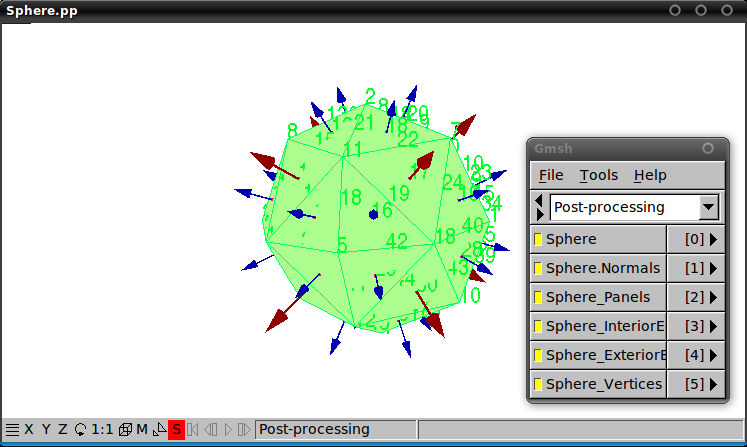 Sphere.pp
2
8
21
18
20
22
11
10
18
19
24
16
5
42
18
40
43
10
Gmsh
File Tools Help
Post-processing
Sphere [0]
Sphere.Normals [1]
Sphere_Panels [2]
Sphere_InteriorE [3]
Sphere_ExteriorE [4]
Sphere_Vertices [5]
X Y Z 1:1 M S Post-processing